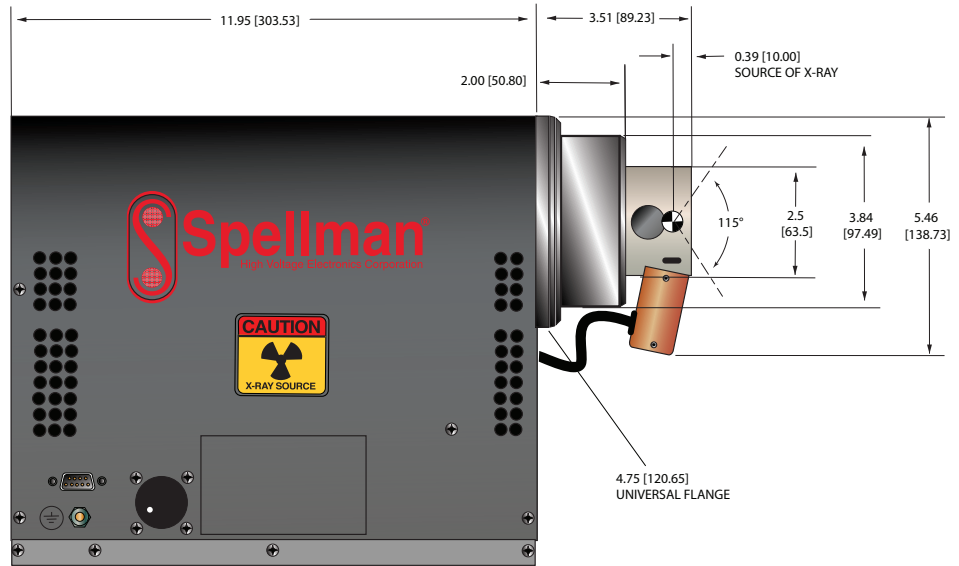 11.95 [303.53]
3.51 [89.23]
0.39 [10.00]
SOURCE OF X-RAY
2.00 [50.80]
115°
2.5
[63.5]
3.84
[97.49]
5.46
[138.73]
Spellman®
High Voltage Electronics Corporation
CAUTION
X-RAY SOURCE
4.75 [120.65]
UNIVERSAL FLANGE